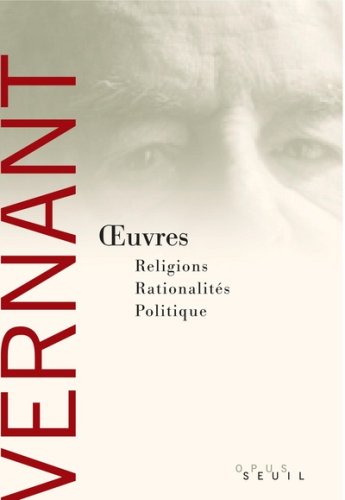 VERNANT
Œuvres
Religions
Rationalités
Politique
OPUS
SEUIL